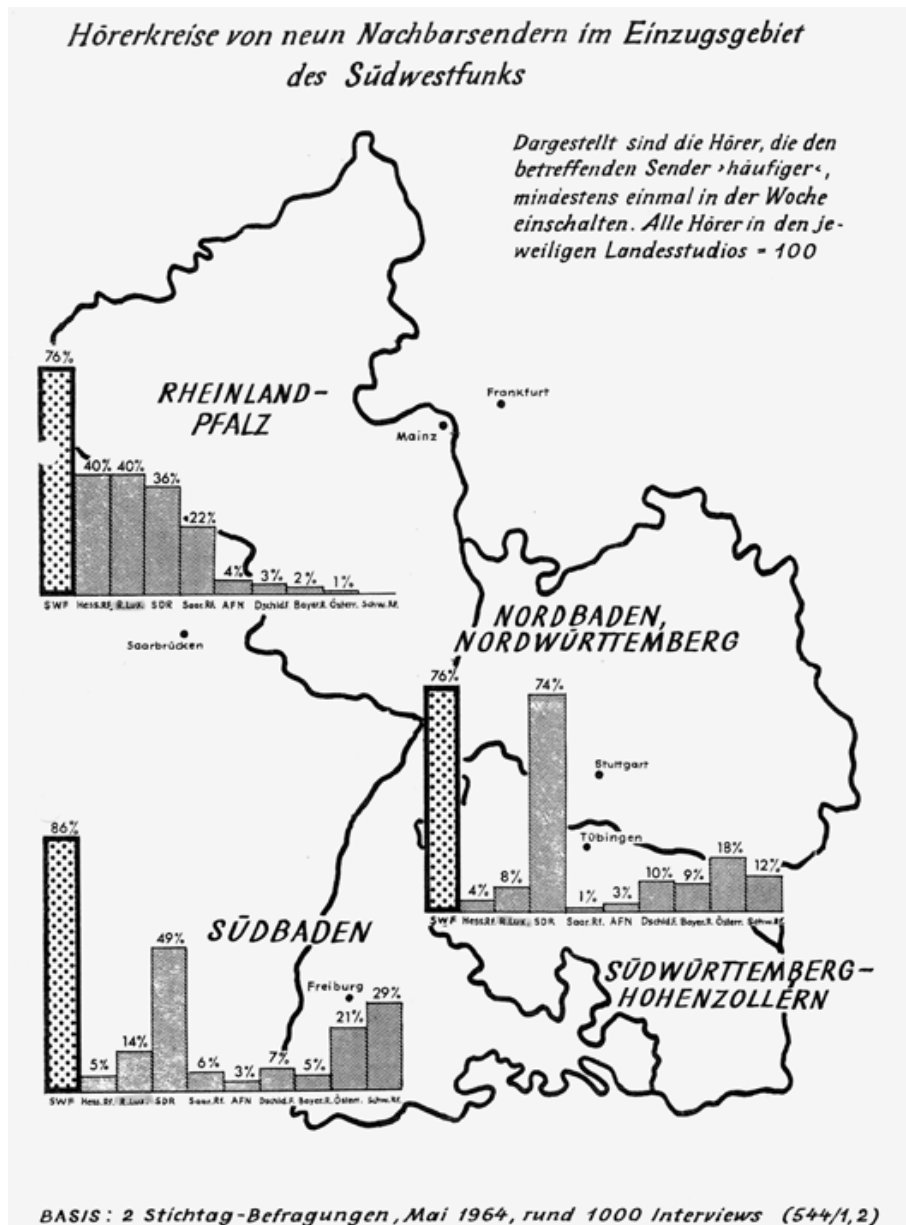 Hörerkreise von neun Nachbarsendern im Einzugsgebiet
des Südwestfunks
Dargestellt sind die Hörer, die den
betreffenden Sender ›häufiger‹,
mindestens einmal in der Woche
einschalten. Alle Hörer in den je-
weiligen Landesstudios = 100
76%
RHEINLAND-
PFALZ
Frankfurt
Mainz
40% 40% 36% 22% 4% 3% 2% 1%
SWF Hess.Rf. R.Lux. SDR Saar.Rf. AFN Dschld.f. Bayer.R. Österr. Schw.Rf.
Saarbrücken
NORDBADEN,
NORDWÜRTTEMBERG
76% 74%
Stuttgart
Tübingen
4% 8% 1% 3% 10% 9% 18% 12%
SWF Hess.Rf. R.Lux. SDR Saar.Rf. AFN Dschld.f. Bayer.R. Österr. Schw.Rf.
86%
SÜDBADEN
SÜDWÜRTTEMBERG-
HOHENZOLLERN
Freiburg
5% 14% 49% 6% 3% 7% 5% 21% 29%
SWF Hess.Rf. R.Lux. SDR Saar.Rf. AFN Dschld.f. Bayer.R. Österr. Schw.Rf.
BASIS: 2 Stichtag-Befragungen, Mai 1964, rund 1000 Interviews (544/1,2)